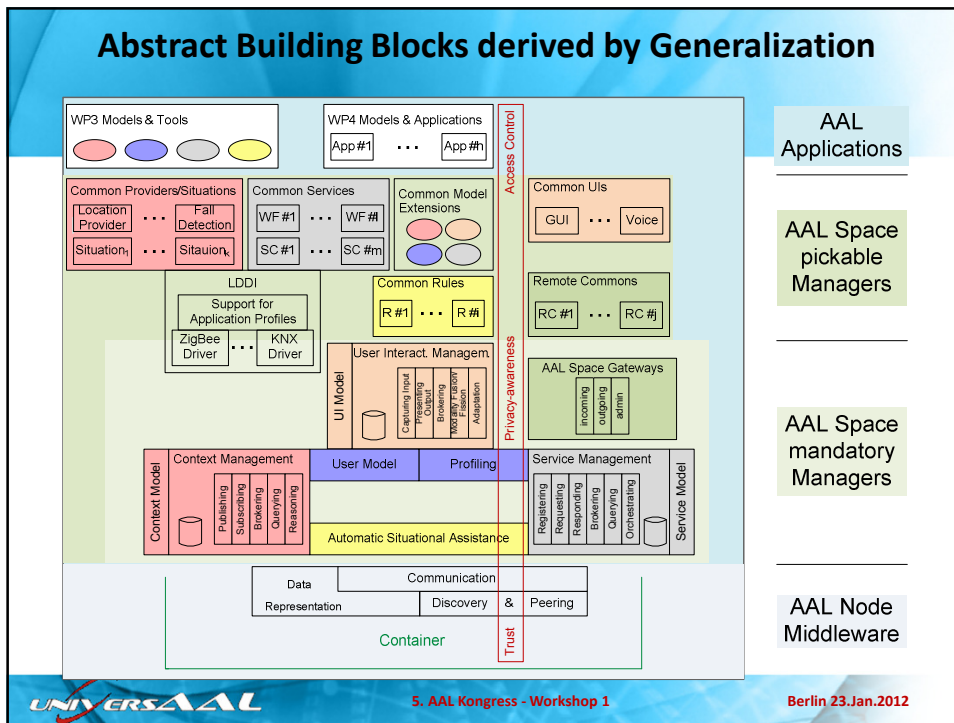 Abstract Building Blocks derived by Generalization
WP3 Models & Tools
WP4 Models & Applications
App #1
...
App #h
Access Control
AAL
Applications
Common Providers/Situations
Location
Provider
...
Fall
Detection
Situation1
...
Sitauionk
Common Services
WF #1
...
WF #l
SC #1
...
SC #m
Common Model
Extensions
Common UIs
GUI
...
Voice
AAL Space
pickable
Managers
LDDI
Support for
Application Profiles
ZigBee
Driver
...
KNX
Driver
Common Rules
R #1
...
R #i
Remote Commons
RC #1
...
RC #j
Privacy-awareness
UI Model
User Interact. Managem.
Capturing Input
Presenting
Output
Brokering
Modality Fusion/
Fission
Adaptation
AAL Space Gateways
incoming
outgoing
admin
AAL Space
mandatory
Managers
Context Model
Context Management
Publishing
Subscribing
Brokering
Querying
Reasoning
User Model
Profiling
Automatic Situational Assistance
Service Management
Registering
Requesting
Responding
Brokering
Querying
Orchestrating
Service Model
Data
Representation
Communication
Discovery & Peering
Container
Trust
AAL Node
Middleware
UNIVERSAAL
5. AAL Kongress - Workshop 1
Berlin 23.Jan.2012